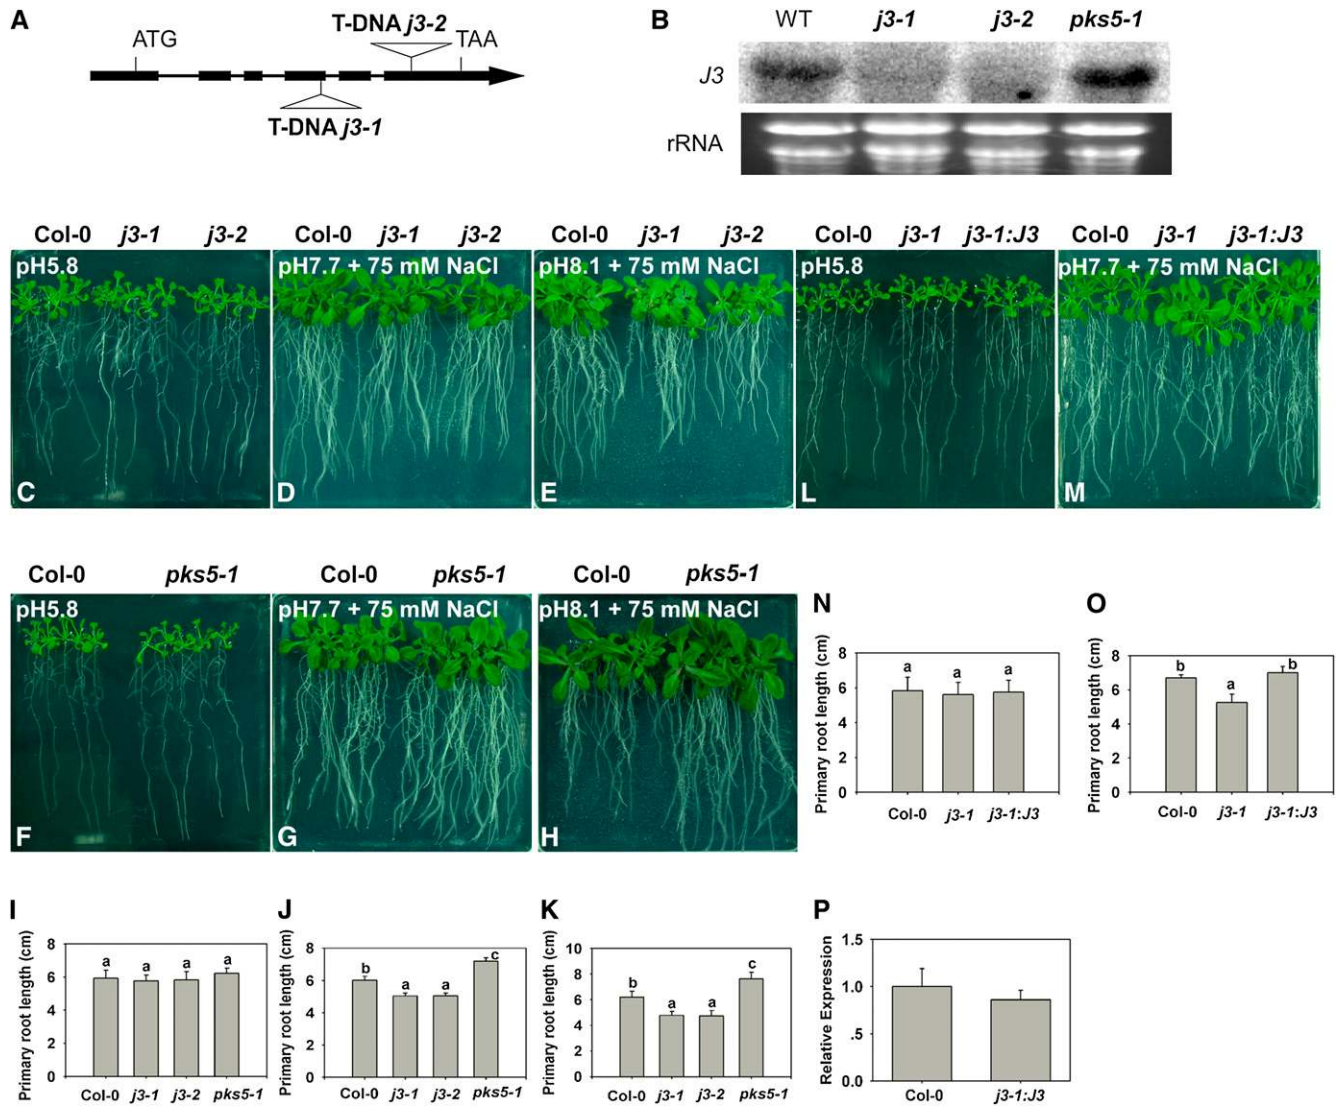 A
T-DNA j3-2
ATG
TAA
T-DNA j3-1
B
WT j3-1 j3-2 pks5-1
J3
rRNA
Col-0 j3-1 j3-2
pH5.8
C
Col-0 j3-1 j3-2
pH7.7 + 75 mM NaCl
D
Col-0 j3-1 j3-2
pH8.1 + 75 mM NaCl
E
Col-0 j3-1 j3-1:J3
pH5.8
L
Col-0 j3-1 j3-1:J3
pH7.7 + 75 mM NaCl
M
Col-0 pks5-1
pH5.8
F
Col-0 pks5-1
pH7.7 + 75 mM NaCl
G
Col-0 pks5-1
pH8.1 + 75 mM NaCl
H
N
Primary root length (cm)
8
6
4
2
0
a a a
Col-0 j3-1 j3-1:J3
O
Primary root length (cm)
8
6
4
2
0
b a b
Col-0 j3-1 j3-1:J3
I
Primary root length (cm)
8
6
4
2
0
a a a a
Col-0 j3-1 j3-2 pks5-1
J
Primary root length (cm)
8
6
4
2
0
b a a c
Col-0 j3-1 j3-2 pks5-1
K
Primary root length (cm)
10
8
6
4
2
0
b a a c
Col-0 j3-1 j3-2 pks5-1
P
Relative Expression
1.5
1.0
.5
0.0
Col-0 j3-1:J3